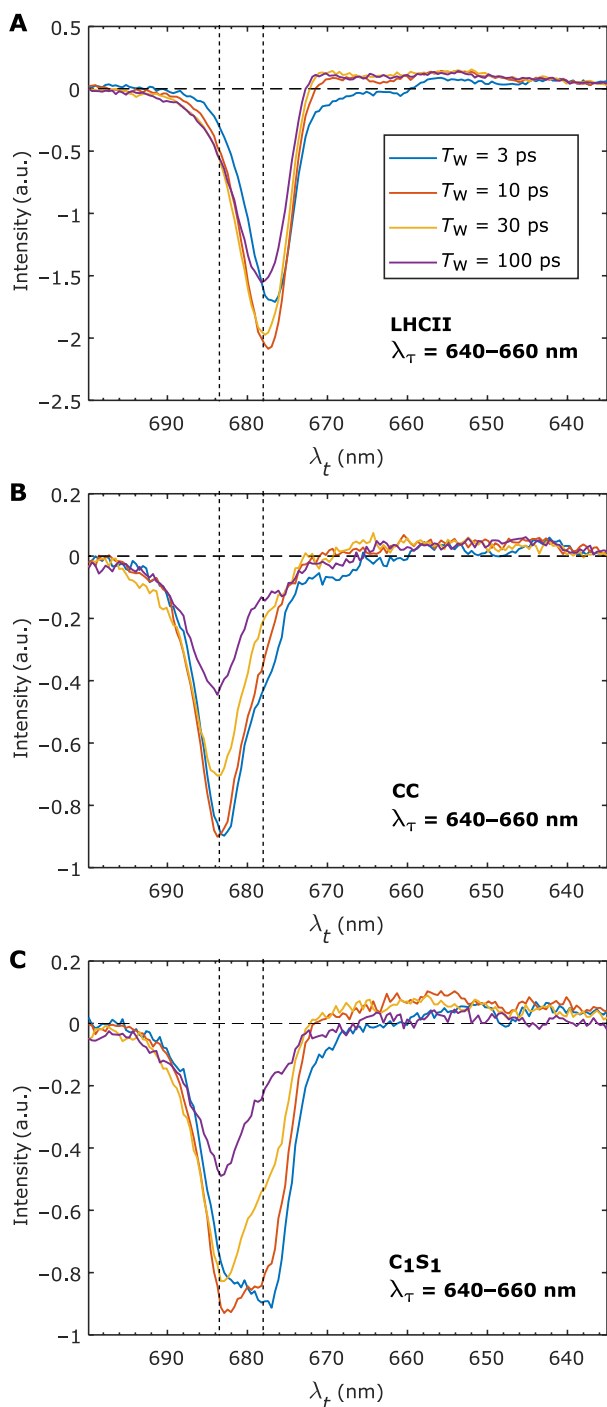 A
0.5
0
−0.5
−1
−1.5
−2
−2.5
Intensity (a.u.)
T_W = 3 ps
T_W = 10 ps
T_W = 30 ps
T_W = 100 ps
LHCII
λ_τ = 640–660 nm
690 680 670 660 650 640
λ_t (nm)
B
0.2
0
−0.2
−0.4
−0.6
−0.8
−1
Intensity (a.u.)
CC
λ_τ = 640–660 nm
690 680 670 660 650 640
λ_t (nm)
C
0.2
0
−0.2
−0.4
−0.6
−0.8
−1
Intensity (a.u.)
C₁S₁
λ_τ = 640–660 nm
690 680 670 660 650 640
λ_t (nm)